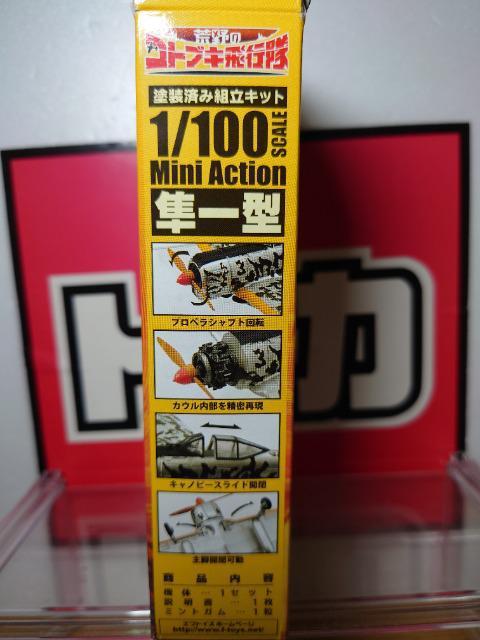 荒野の
コトブキ飛行隊
塗装済み組立キット
1/100 SCALE
Mini Action
隼一型
プロペラシャフト回転
カウル内部を精密再現
キャノピースライド開閉
主脚開閉可動
商品内容
機体…1セット
説明書…1枚
ミントガム…1粒
エフトイズホームページ
http://www.f-toys.net/
トミカ